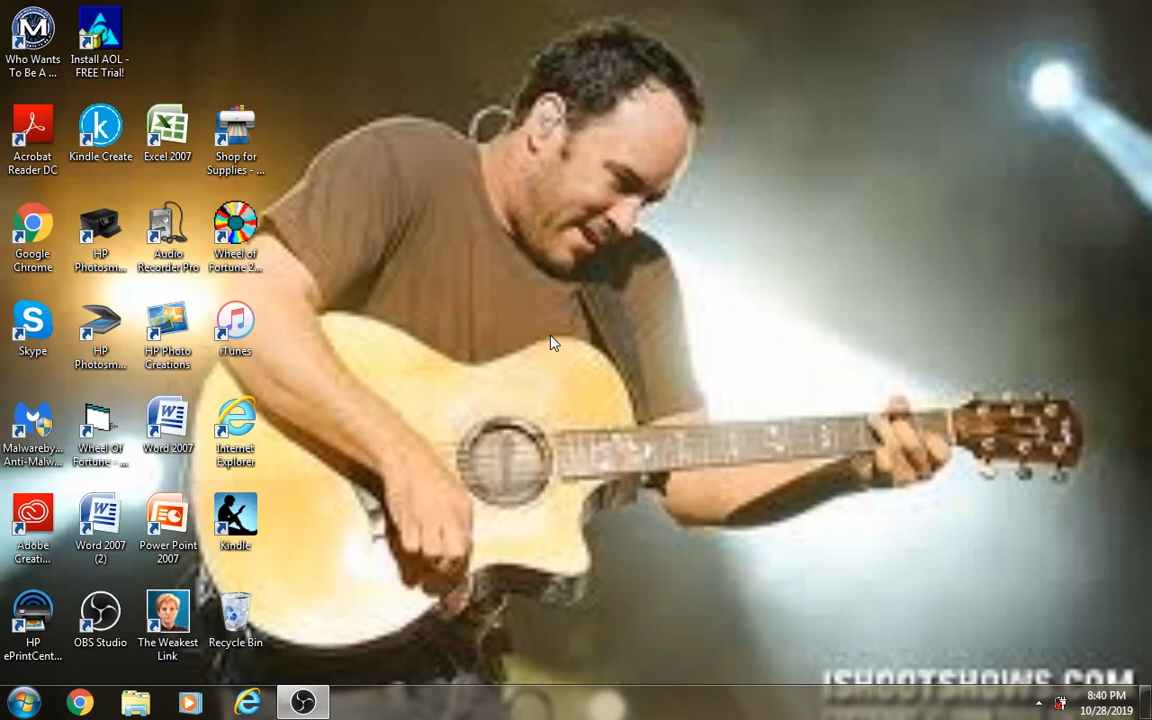 Who Wants
To Be A ...
Install AOL -
FREE Trial!
Acrobat
Reader DC
Kindle Create
Excel 2007
Shop for
Supplies - ...
Google
Chrome
HP
Photosm...
Audio
Recorder Pro
Wheel of
Fortune 2...
Skype
HP
Photosm...
HP Photo
Creations
iTunes
Malwareby...
Anti-Malw...
Wheel Of
Fortune - ...
Word 2007
Internet
Explorer
Adobe
Creati...
Word 2007
(2)
Power Point
2007
Kindle
HP
ePrintCent...
OBS Studio
The Weakest
Link
Recycle Bin
ISHOOTSHOWS.COM
8:40 PM
10/28/2019